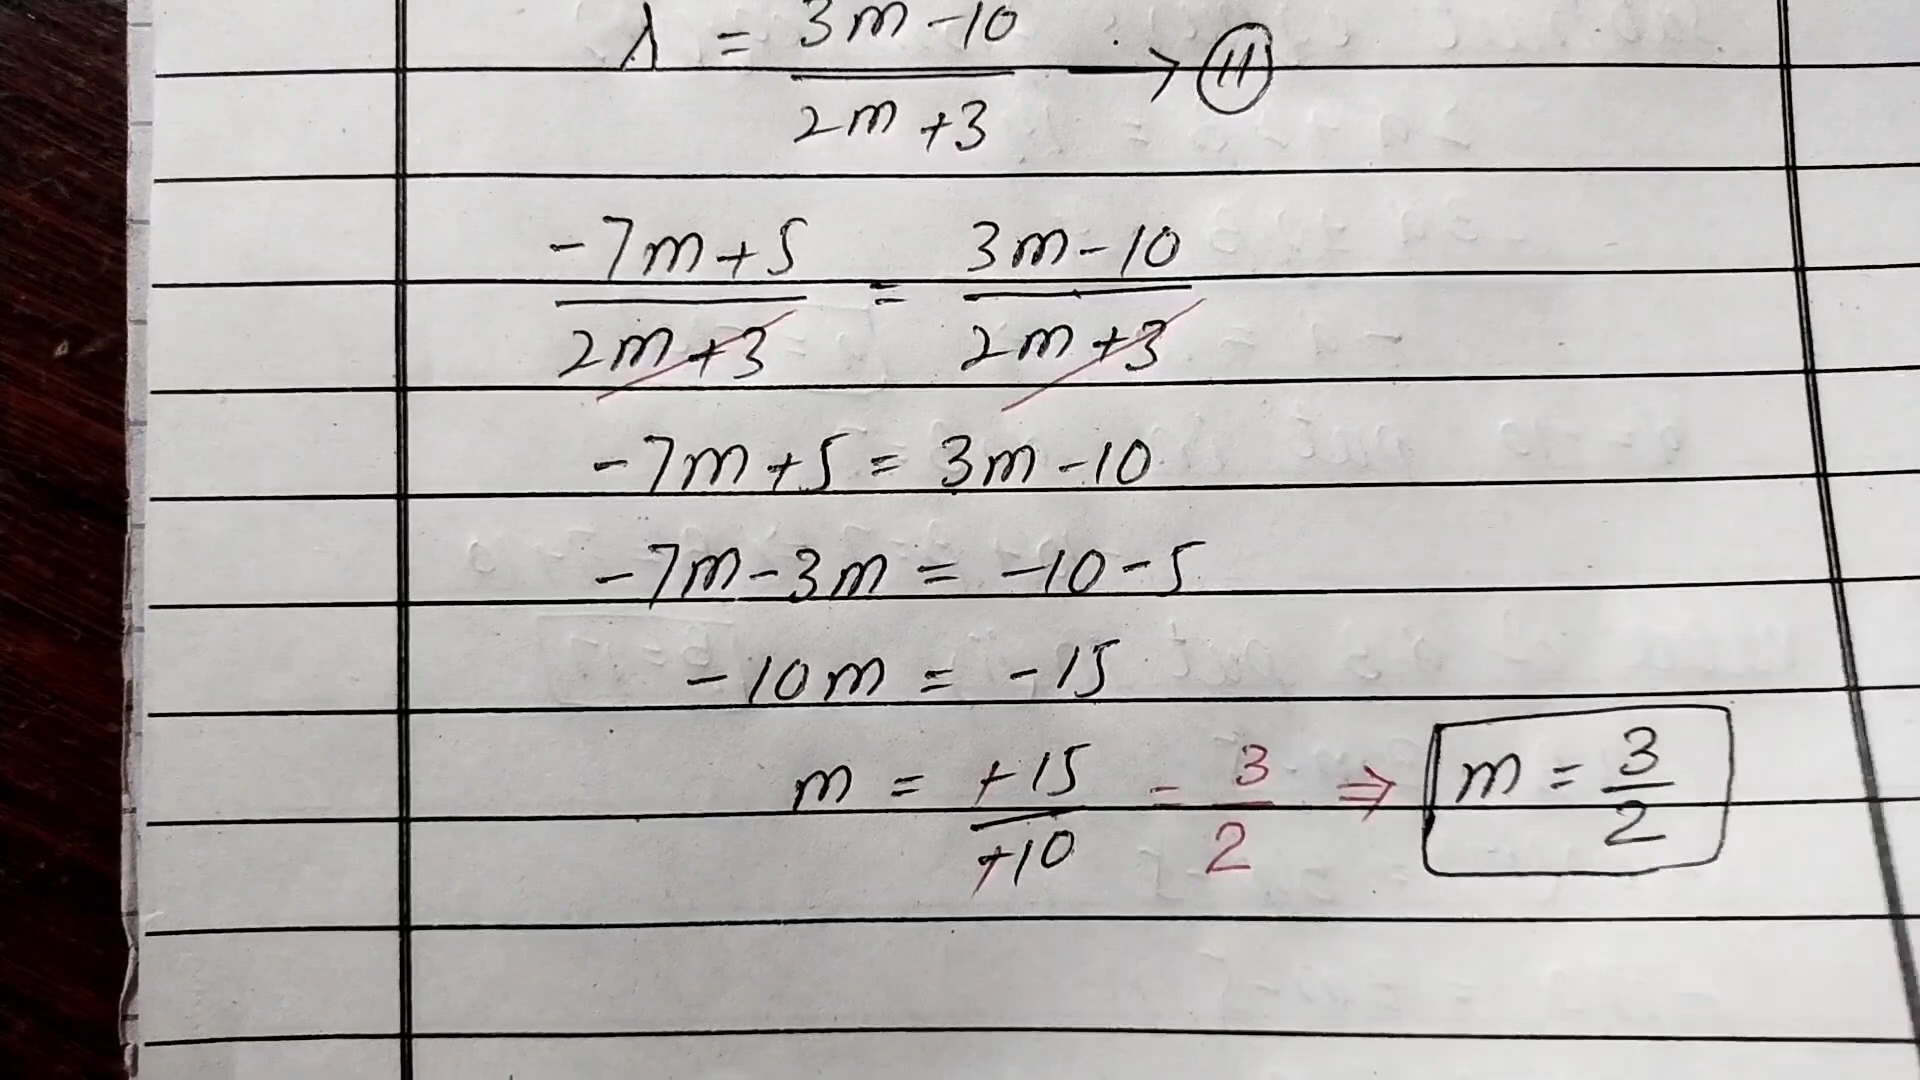 λ = (3m-10)/(2m+3) → (11)
(-7m+5)/(2m+3) = (3m-10)/(2m+3)
-7m+5 = 3m-10
-7m-3m = -10-5
-10m = -15
m = +15/+10 = 3/2 ⇒ m = 3/2